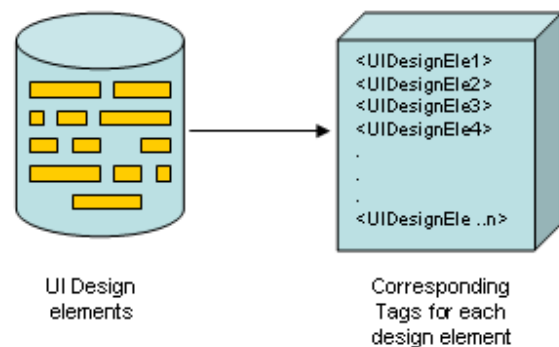 <UIDesignEle1>
<UIDesignEle2>
<UIDesignEle3>
<UIDesignEle4>
.
.
.
<UIDesignEle ..n>
UI Design
elements
Corresponding
Tags for each
design element